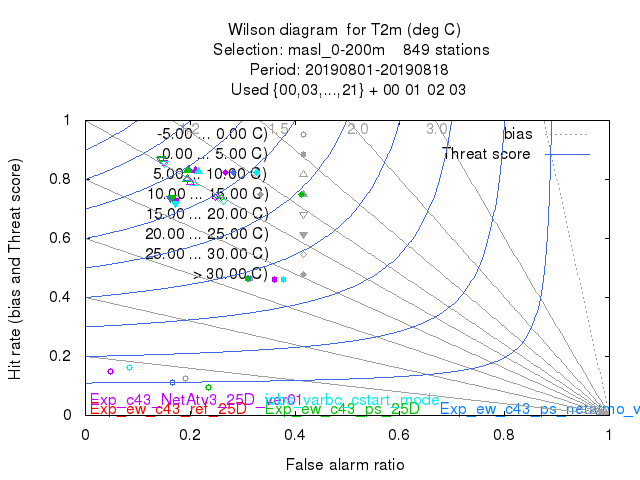 Wilson diagram for T2m (deg C)
Selection: masl_0-200m 849 stations
Period: 20190801-20190818
Used {00,03,...,21} + 00 01 02 03
Hit rate (bias and Threat score)
1
0.8
0.6
0.4
0.2
0
1.5 2.0 3.0
-5.00 ... 0.00 C)
0.00 ... 5.00 C)
5.00 ... 10.00 C)
10.00 ... 15.00 C)
15.00 ... 20.00 C)
20.00 ... 25.00 C)
25.00 ... 30.00 C)
> 30.00 C)
bias
Threat score
Exp_c43_NetAtv3_25D_ver01 varbc_cstart_mode
Exp_ew_c43_ref_25D Exp_ew_c43_ps_25D Exp_ew_c43_ps_netatmo_v
0 0.2 0.4 0.6 0.8 1
False alarm ratio